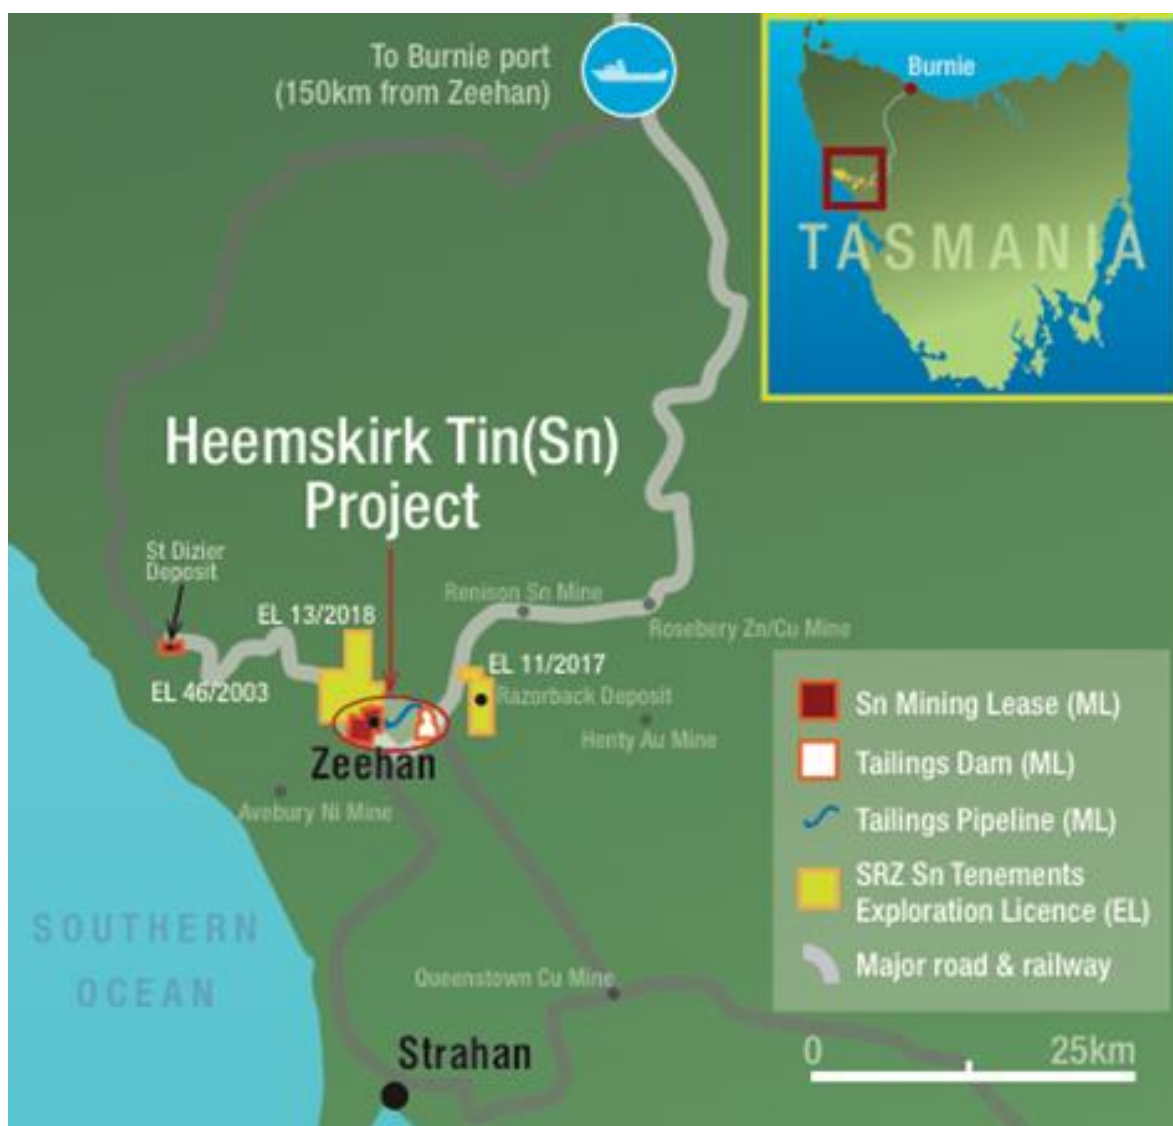 To Burnie port
(150km from Zeehan)
Burnie
TASMANIA
Heemskirk Tin(Sn)
Project
St Dizier
Deposit
EL 13/2018
Renison Sn Mine
Rosebery Zn/Cu Mine
EL 46/2003
EL 11/2017
Razorback Deposit
Henty Au Mine
Zeehan
Avebury Ni Mine
Sn Mining Lease (ML)
Tailings Dam (ML)
Tailings Pipeline (ML)
SRZ Sn Tenements
Exploration Licence (EL)
Major road & railway
SOUTHERN
OCEAN
Queenstown Cu Mine
Strahan
0 25km